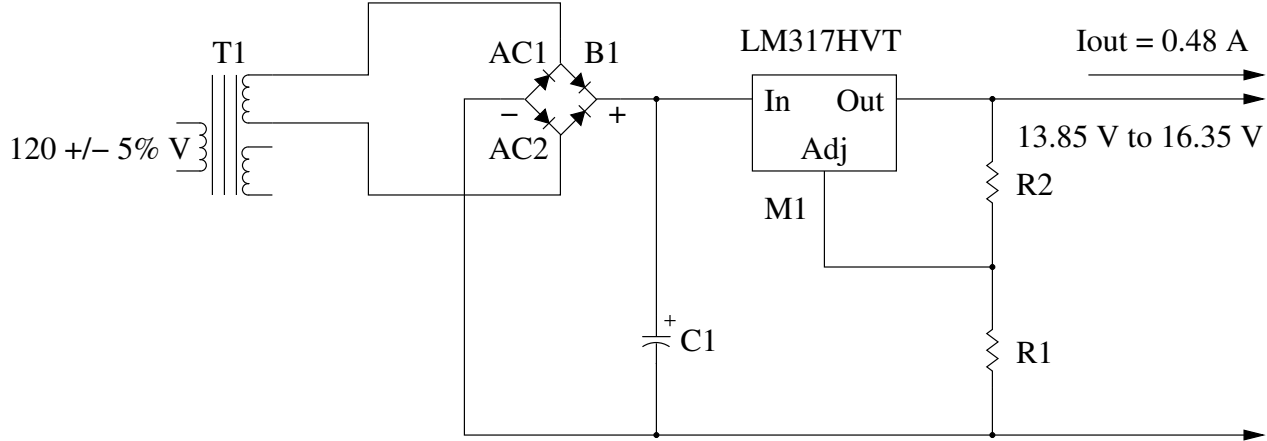 T1
120 +/− 5% V
AC1
B1
−
+
AC2
LM317HVT
In
Out
Adj
M1
Iout = 0.48 A
13.85 V to 16.35 V
R2
+
C1
R1